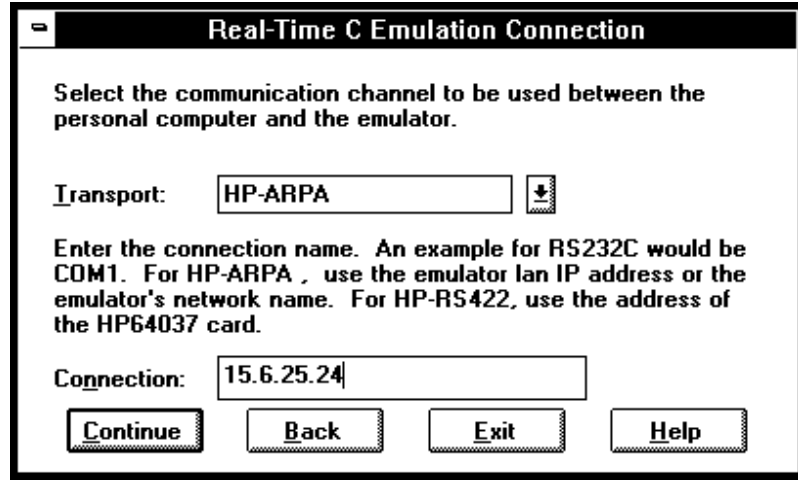 Real-Time C Emulation Connection
Select the communication channel to be used between the
personal computer and the emulator.
Transport: HP-ARPA
Enter the connection name. An example for RS232C would be
COM1. For HP-ARPA , use the emulator lan IP address or the
emulator's network name. For HP-RS422, use the address of
the HP64037 card.
Connection: 15.6.25.24
Continue Back Exit Help